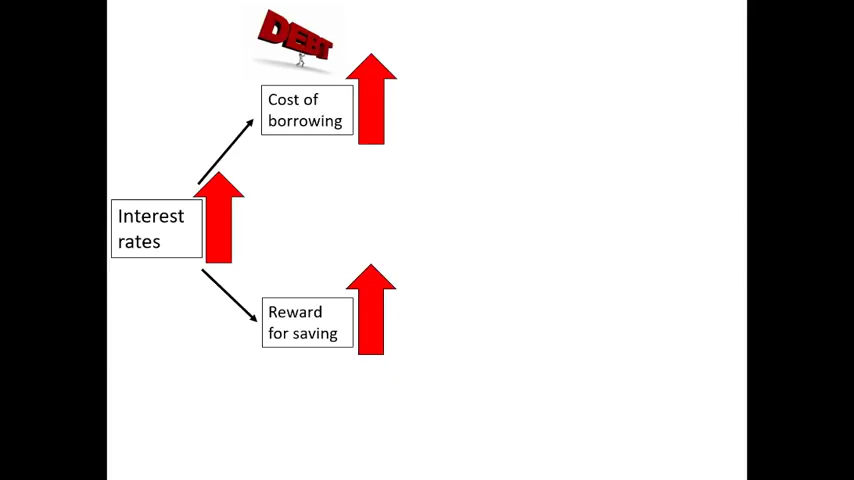 DEBT
Cost of
borrowing
Interest
rates
Reward
for saving